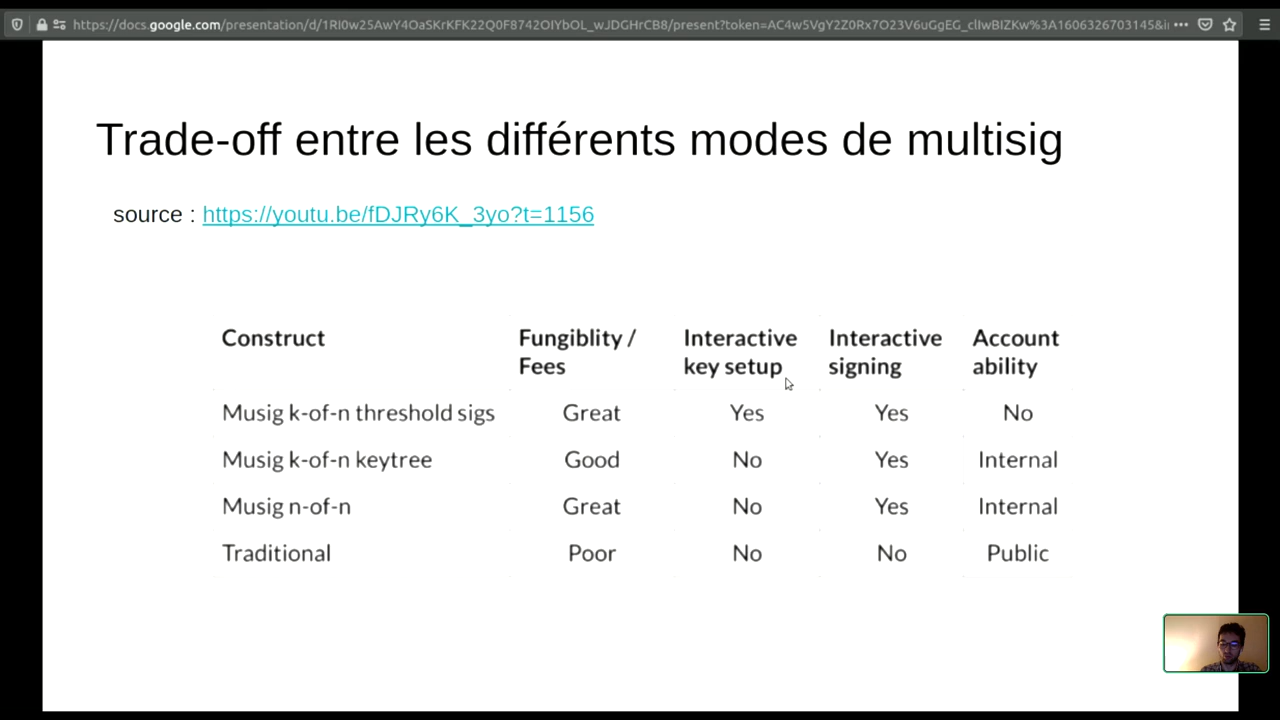 https://docs.google.com/presentation/d/1RI0w25AwY4OaSKrKFK22Q0F8742OIYbOL_wJDGHrCB8/present?token=AC4w5VgY2Z0Rx7O23V6uGgEG_clIwBIZKw%3A1606326703145&i
Trade-off entre les différents modes de multisig
source : https://youtu.be/fDJRy6K_3yo?t=1156
Construct Fungiblity / Fees Interactive key setup Interactive signing Account ability
Musig k-of-n threshold sigs Great Yes Yes No
Musig k-of-n keytree Good No Yes Internal
Musig n-of-n Great No Yes Internal
Traditional Poor No No Public